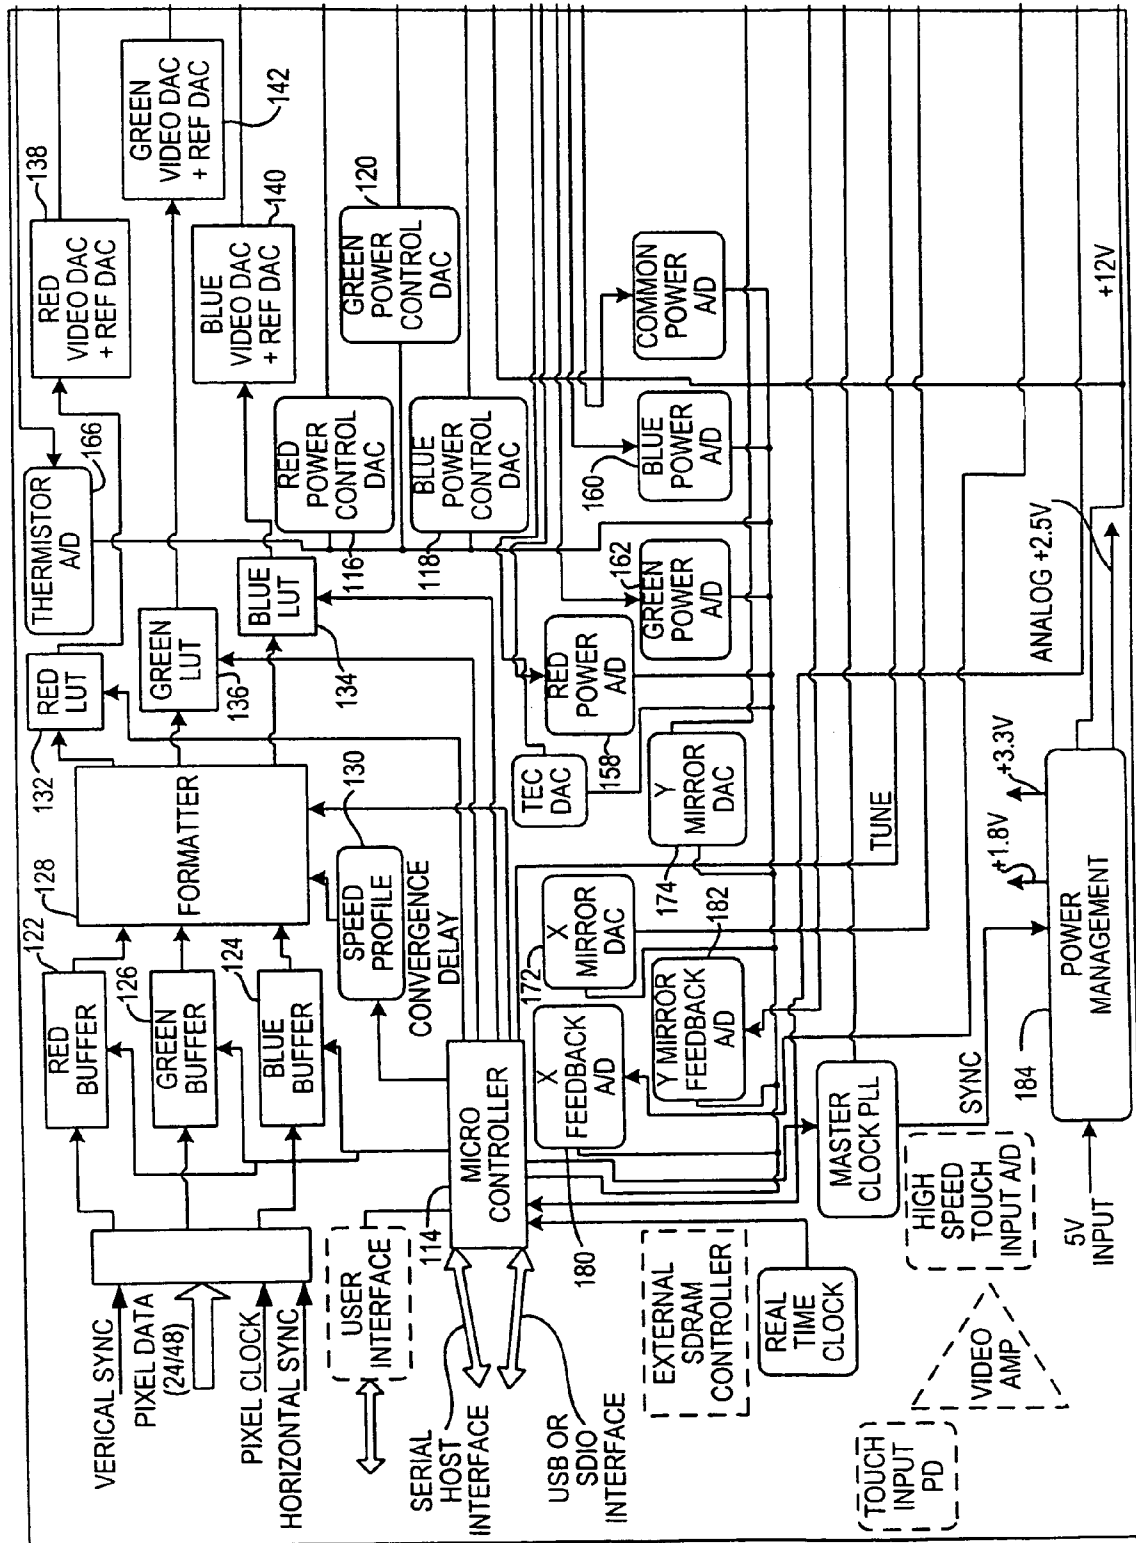 VERICAL SYNC
PIXEL DATA
(24/48)
PIXEL CLOCK
HORIZONTAL SYNC
RED
BUFFER
122
GREEN
BUFFER
126
BLUE
BUFFER
124
128
FORMATTER
132
RED
LUT
GREEN
LUT
136
BLUE
LUT
134
THERMISTOR
A/D
166
RED
VIDEO DAC
+ REF DAC
138
GREEN
VIDEO DAC
+ REF DAC
142
BLUE
VIDEO DAC
+ REF DAC
140
USER
INTERFACE
SPEED
PROFILE
130
CONVERGENCE
DELAY
RED
POWER
CONTROL
DAC
116
GREEN
POWER
CONTROL
DAC
120
BLUE
POWER
CONTROL
DAC
118
SERIAL
HOST
INTERFACE
114
MICRO
CONTROLLER
USB OR
SDIO
INTERFACE
TEC
DAC
RED
POWER
A/D
158
GREEN
POWER
A/D
162
BLUE
POWER
A/D
160
COMMON
POWER
A/D
X
FEEDBACK
A/D
180
X
MIRROR
DAC
172
Y MIRROR
FEEDBACK
A/D
182
Y
MIRROR
DAC
174
EXTERNAL
SDRAM
CONTROLLER
REAL
TIME
CLOCK
MASTER
CLOCK PLL
TUNE
SYNC
TOUCH
INPUT
PD
VIDEO
AMP
HIGH
SPEED
TOUCH
INPUT A/D
5V
INPUT
184
POWER
MANAGEMENT
+1.8V
+3.3V
ANALOG +2.5V
+12V